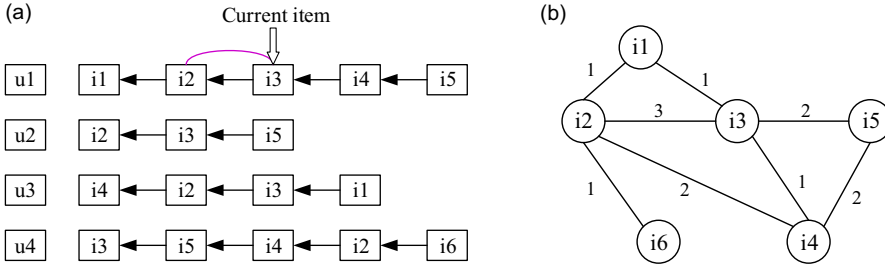 (a)
Current item
u1 i1 i2 i3 i4 i5
u2 i2 i3 i5
u3 i4 i2 i3 i1
u4 i3 i5 i4 i2 i6
(b)
i1
1 1
i2 3 i3 2 i5
1 2 1 2
i6 i4